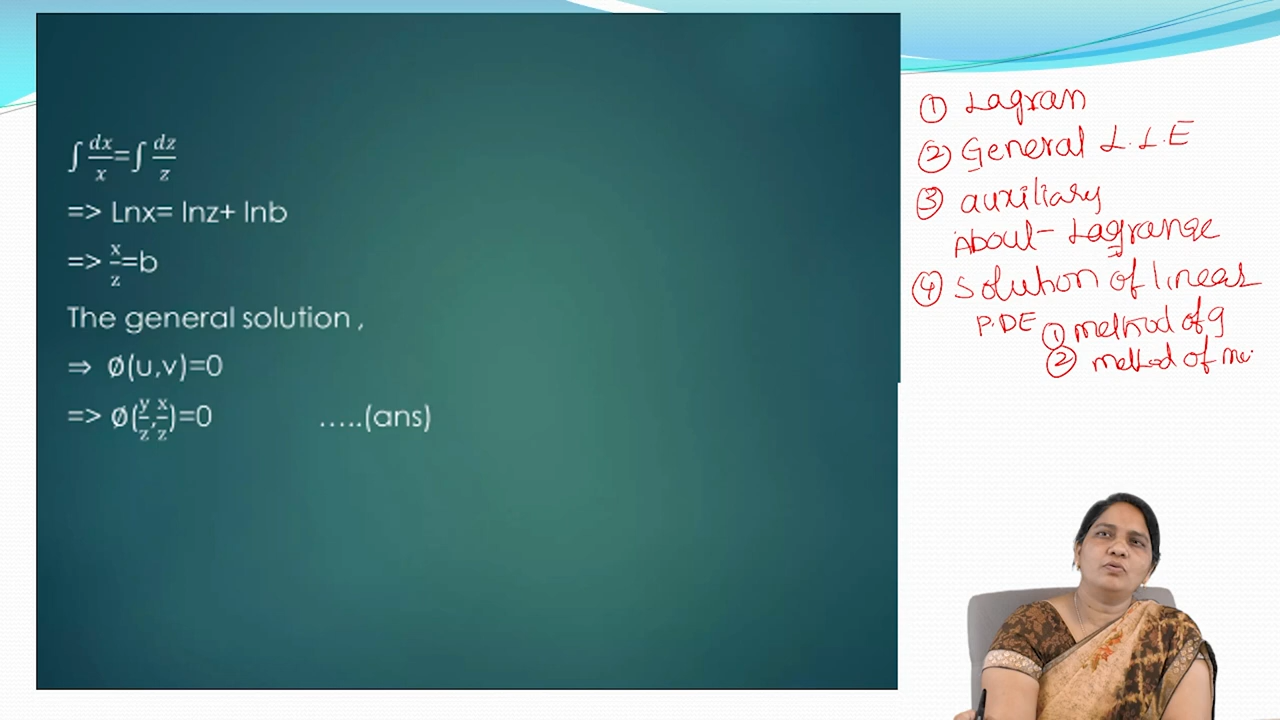 ∫ dx/x = ∫ dz/z
=> Lnx= lnz+ lnb
=> x/z=b
The general solution ,
⇒ ø(u,v)=0
=> ø(y/z,x/z)=0 …..(ans)
① Lagran
② General L.L.E
③ auxiliary
About Lagrange
④ Solution of linear
P.DE ① method of g
② method of me